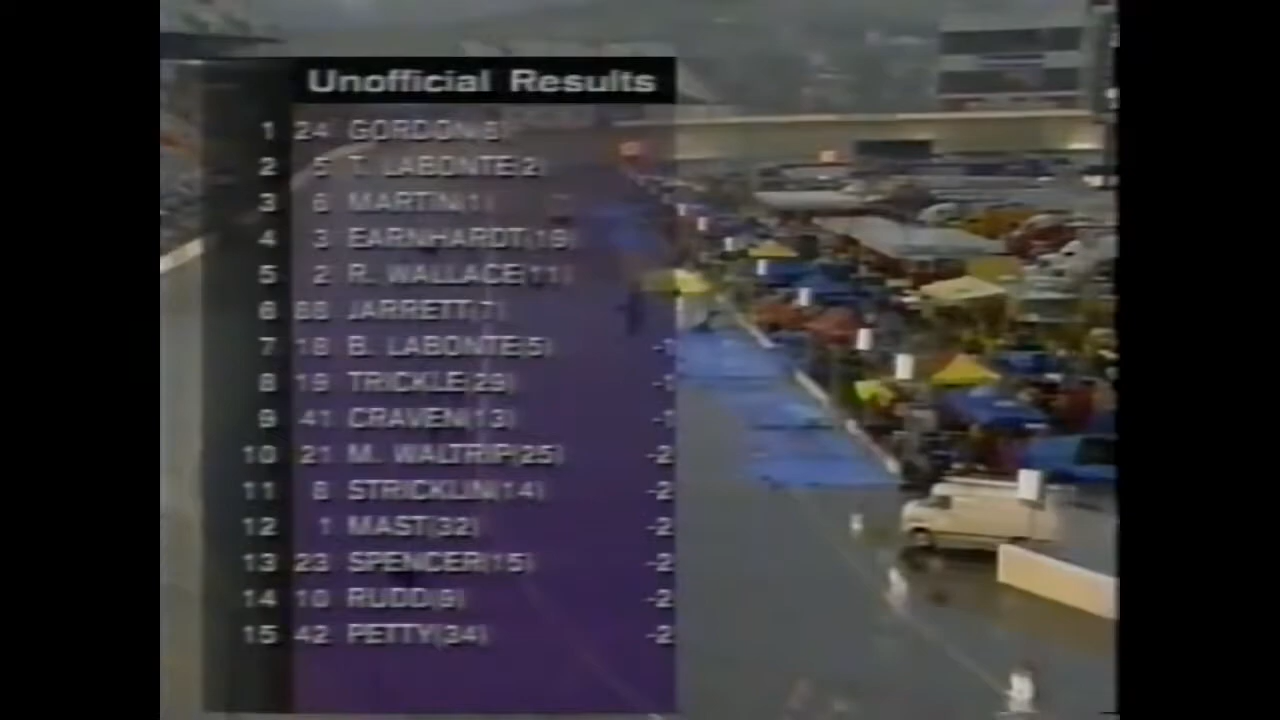 Unofficial Results
1 24 GORDON(8)
2 5 T. LABONTE(2)
3 6 MARTIN(1)
4 3 EARNHARDT(19)
5 2 R. WALLACE(11)
6 88 JARRETT(7)
7 18 B. LABONTE(5) -1
8 19 TRICKLE(29) -1
9 41 CRAVEN(13) -1
10 21 M. WALTRIP(25) -2
11 8 STRICKLIN(14) -2
12 1 MAST(32) -2
13 23 SPENCER(15) -2
14 10 RUDD(9) -2
15 42 PETTY(34) -2